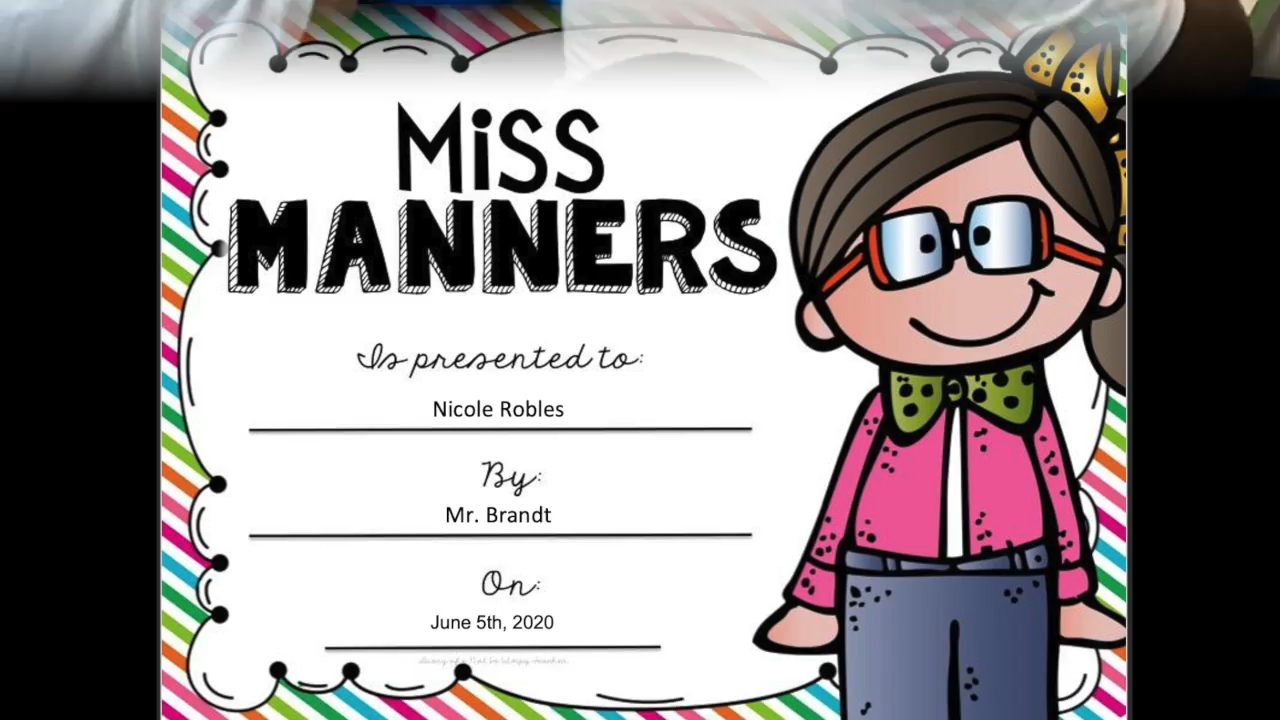 MiSS
MANNERS
Is presented to:
Nicole Robles
By:
Mr. Brandt
On:
June 5th, 2020